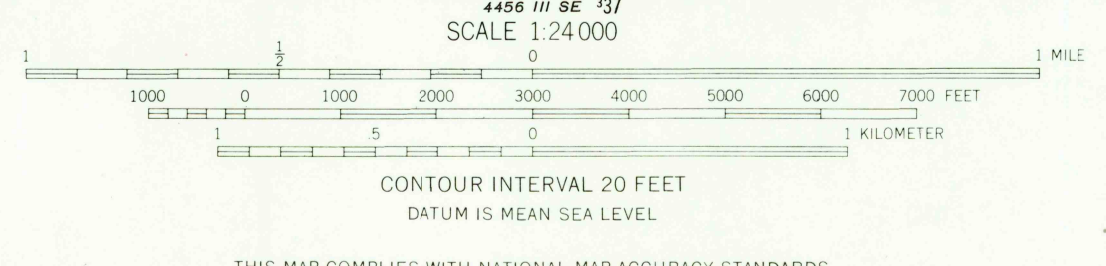 4456 III SE
SCALE 1:24 000
1 1/2 0 1 MILE
1000 0 1000 2000 3000 4000 5000 6000 7000 FEET
1 .5 0 1 KILOMETER
CONTOUR INTERVAL 20 FEET
DATUM IS MEAN SEA LEVEL
THIS MAP COMPLIES WITH NATIONAL MAP ACCURACY STANDARDS